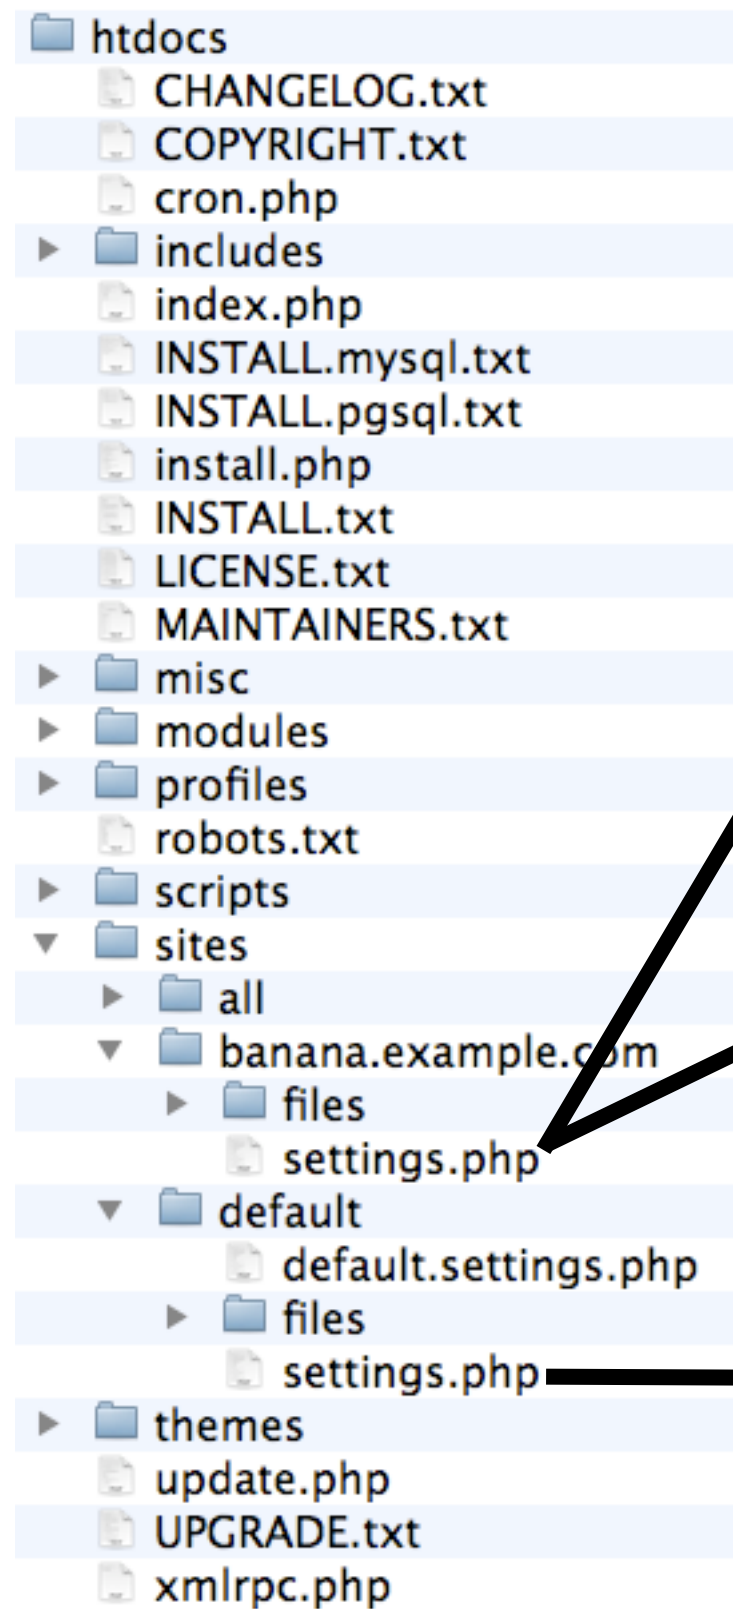 htdocs
CHANGELOG.txt
COPYRIGHT.txt
cron.php
includes
index.php
INSTALL.mysql.txt
INSTALL.pgsql.txt
install.php
INSTALL.txt
LICENSE.txt
MAINTAINERS.txt
misc
modules
profiles
robots.txt
scripts
sites
all
banana.example.com
files
settings.php
default
default.settings.php
files
settings.php
themes
update.php
UPGRADE.txt
xmlrpc.php